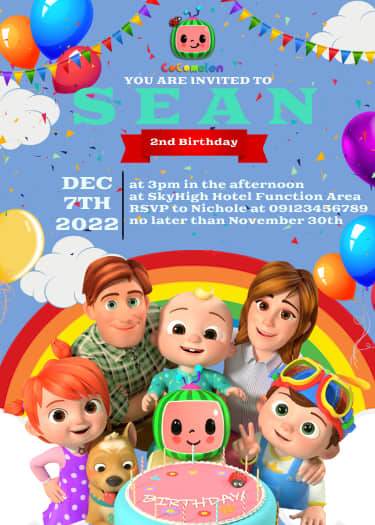 CoComelon
YOU ARE INVITED TO
SEAN
2nd Birthday
DEC
7TH
2022
at 3pm in the afternoon
at SkyHigh Hotel Function Area
RSVP to Nichole at 09123456789
no later than November 30th
BIRTHDAY!